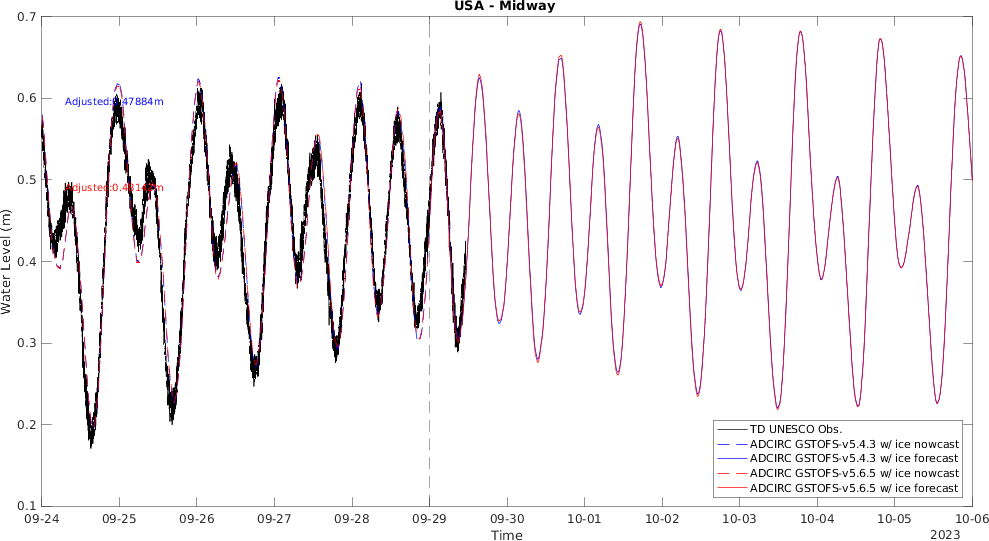 USA - Midway
0.7
0.6
0.5
0.4
0.3
0.2
0.1
Water Level (m)
09-24
09-25
09-26
09-27
09-28
09-29
09-30
10-01
10-02
10-03
10-04
10-05
10-06
Time
2023
TD UNESCO Obs.
ADCIRC GSTOFS-v5.4.3 w/ ice nowcast
ADCIRC GSTOFS-v5.4.3 w/ ice forecast
ADCIRC GSTOFS-v5.6.5 w/ ice nowcast
ADCIRC GSTOFS-v5.6.5 w/ ice forecast